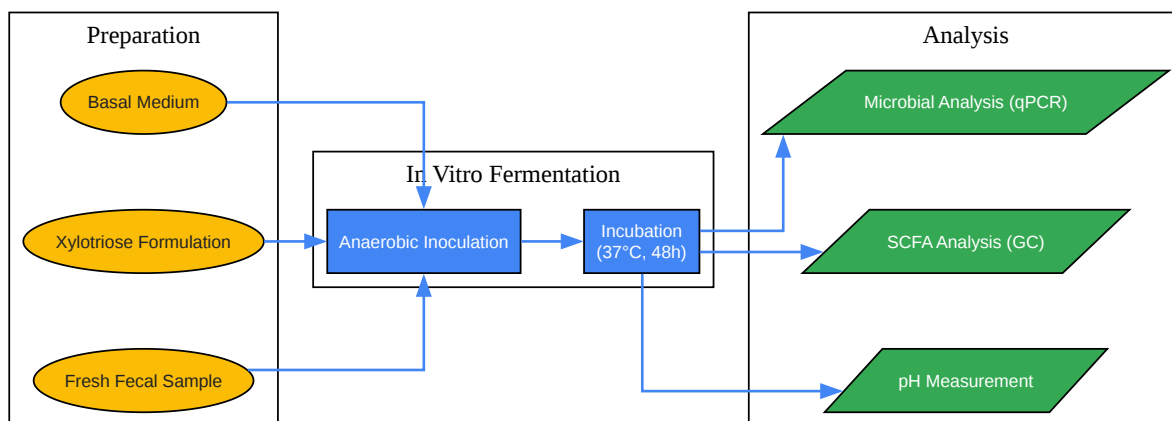 Preparation
Basal Medium
Xylotriose Formulation
Fresh Fecal Sample
In Vitro Fermentation
Anaerobic Inoculation
Incubation
(37°C, 48h)
Analysis
Microbial Analysis (qPCR)
SCFA Analysis (GC)
pH Measurement